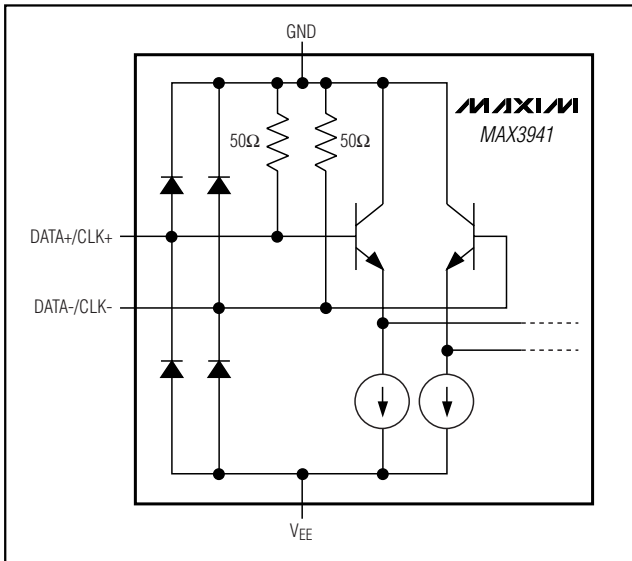 GND
MAXIM
MAX3941
50Ω
50Ω
DATA+/CLK+
DATA-/CLK-
VEE